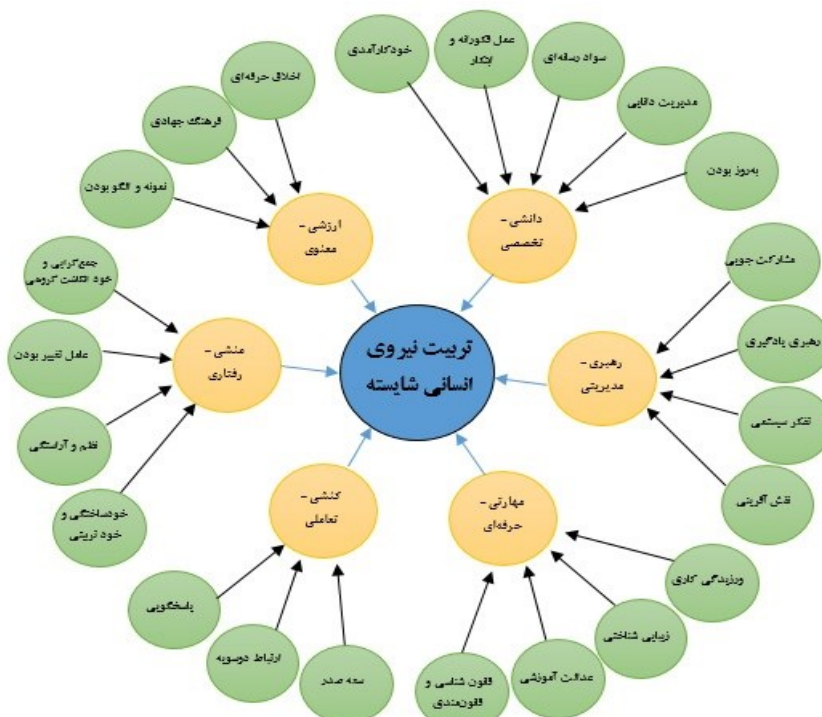 خودکارآمدی
عمل فکورانه و
ابتکار
سواد رسانه‌ای
مدیریت دانایی
به‌روز بودن
دانشی -
تخصصی
اخلاق حرفه‌ای
فرهنگ جهادی
نمونه و الگو بودن
ارزشی -
معنوی
تربیت نیروی
انسانی شایسته
مشارکت جویی
رهبری یادگیری
تفکر سیستمی
نقش آفرینی
رهبری -
مدیریتی
جمع‌گرایی و
خود انگاشت گروهی
عامل تغییر بودن
نظم و آراستگی
خودساختگی و
خود تربیتی
منشی -
رفتاری
کنشی -
تعاملی
پاسخگویی
ارتباط دوسویه
سعه صدر
مهارتی -
حرفه‌ای
ورزیدگی کاری
زیبایی شناختی
عدالت آموزشی
قانون شناسی و
قانون‌مندی